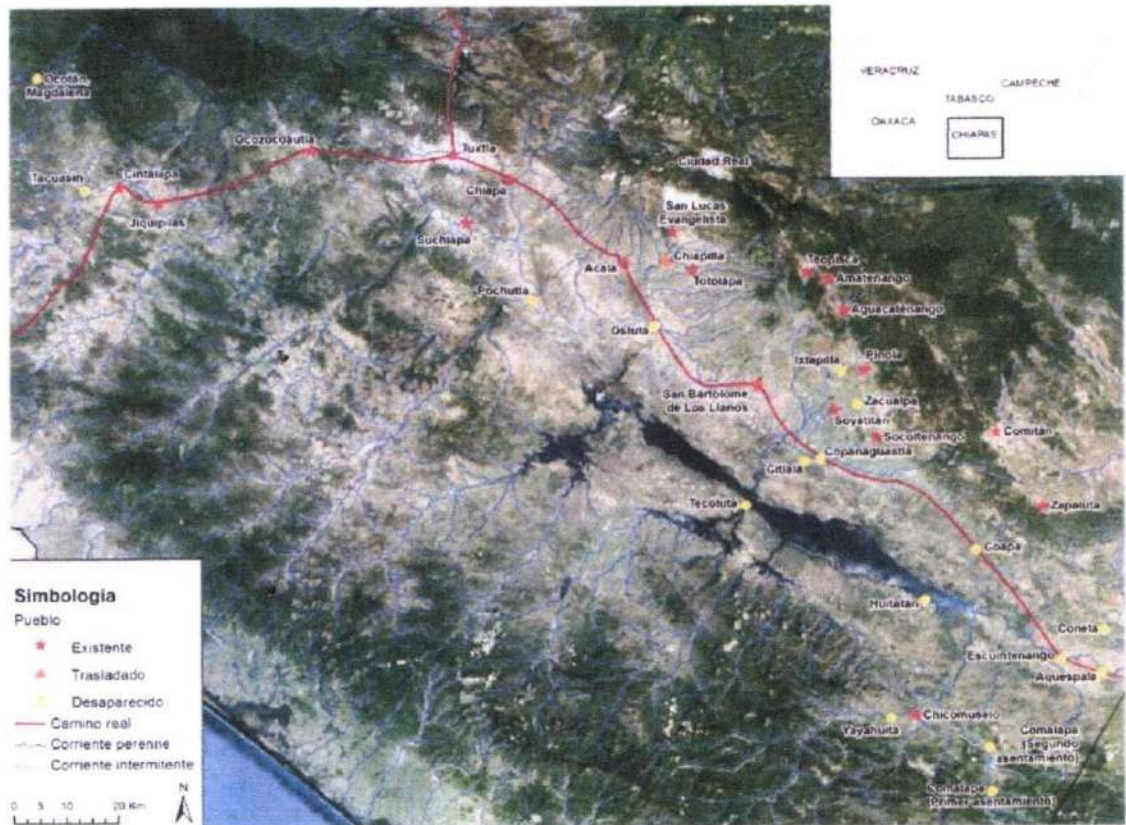 VERACRUZ
CAMPECHE
TABASCO
OAXACA
CHIAPAS
Ocotán,
Magdalena
Ocozocoautla
Tuxtla
Ciudad Real
Tacuasin
Cintalapa
Chiapa
Jiquipilas
San Lucas
Evangelista
Suchiapa
Acala
Chiapilla
Totolapa
Teopisca
Amatenango
Pochutla
Aguacatenango
Ostuta
Ixtapilla
Pinola
San Bartolomé
de Los Llanos
Zacualpa
Soyatitán
Socoltenango
Comitán
Copanaguastla
Citlalá
Tecoluta
Zapaluta
Coapa
Huitatán
Coneta
Escuintenango
Aquespala
Chicomuselo
Yayahuita
Comalapa
(Segundo
asentamiento)
Comalapa
(Primer asentamiento)
Simbología
Pueblo
Existente
Trasladado
Desaparecido
Camino real
Corriente perenne
Corriente intermitente
N
0 5 10 20 Km